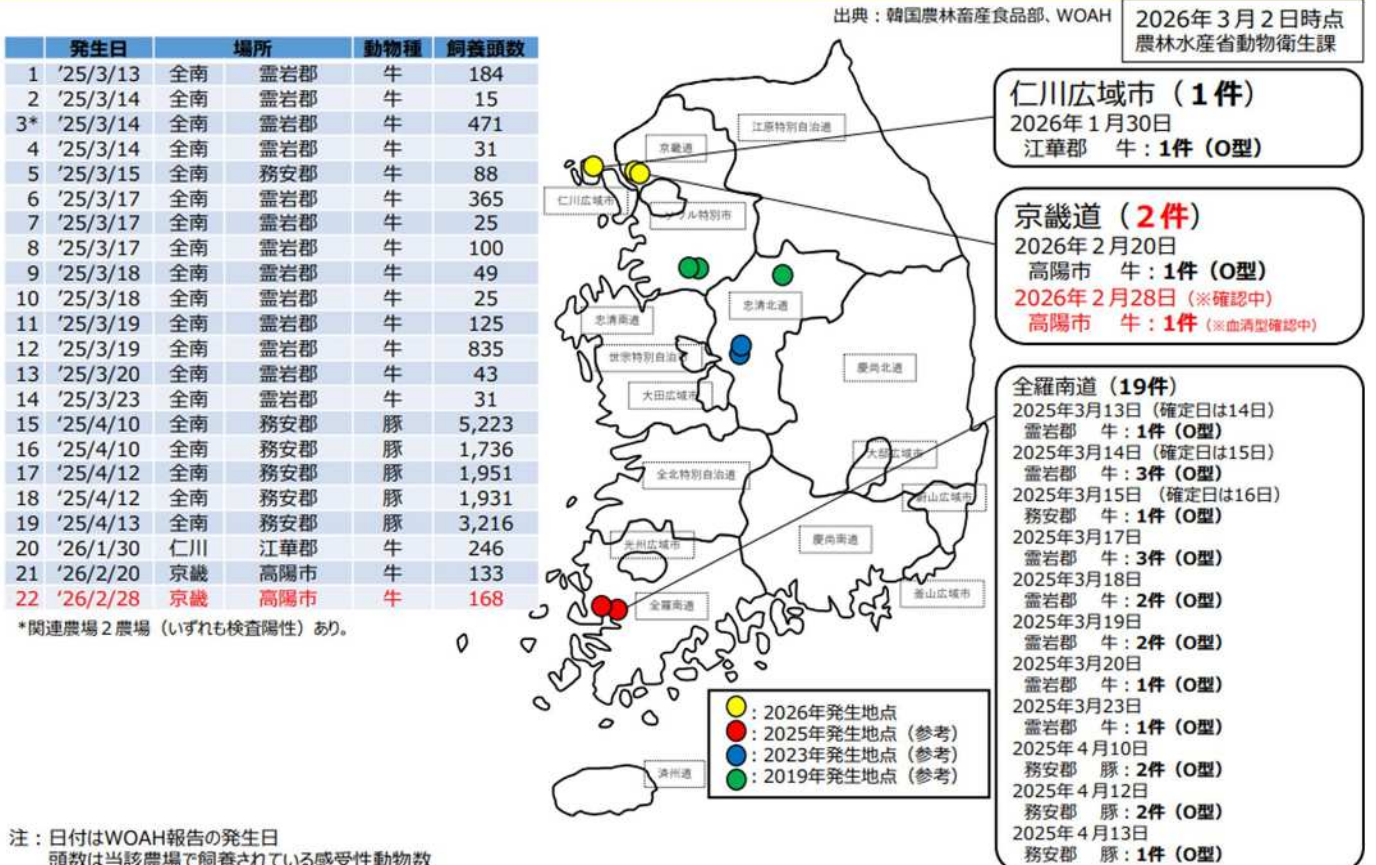 出典：韓国農林畜産食品部、WOAH
2026年３月２日時点
農林水産省動物衛生課
発生日 場所 動物種 飼養頭数
1 '25/3/13 全南 霊岩郡 牛 184
2 '25/3/14 全南 霊岩郡 牛 15
3* '25/3/14 全南 霊岩郡 牛 471
4 '25/3/14 全南 霊岩郡 牛 31
5 '25/3/15 全南 務安郡 牛 88
6 '25/3/17 全南 霊岩郡 牛 365
7 '25/3/17 全南 霊岩郡 牛 25
8 '25/3/17 全南 霊岩郡 牛 100
9 '25/3/18 全南 霊岩郡 牛 49
10 '25/3/18 全南 霊岩郡 牛 25
11 '25/3/19 全南 霊岩郡 牛 125
12 '25/3/19 全南 霊岩郡 牛 835
13 '25/3/20 全南 霊岩郡 牛 43
14 '25/3/23 全南 霊岩郡 牛 31
15 '25/4/10 全南 務安郡 豚 5,223
16 '25/4/10 全南 務安郡 豚 1,736
17 '25/4/12 全南 務安郡 豚 1,951
18 '25/4/12 全南 務安郡 豚 1,931
19 '25/4/13 全南 務安郡 豚 3,216
20 '26/1/30 仁川 江華郡 牛 246
21 '26/2/20 京畿 高陽市 牛 133
22 '26/2/28 京畿 高陽市 牛 168
*関連農場２農場（いずれも検査陽性）あり。
江原特別自治道
京畿道
仁川広域市
ソウル特別市
忠清北道
忠清南道
世宗特別自治市
慶尚北道
大田広域市
大邱広域市
全北特別自治道
蔚山広域市
光州広域市
慶尚南道
釜山広域市
全羅南道
済州道
：2026年発生地点
：2025年発生地点（参考）
：2023年発生地点（参考）
：2019年発生地点（参考）
仁川広域市（１件）
2026年１月30日
江華郡 牛：1件（O型）
京畿道（２件）
2026年２月20日
高陽市 牛：1件（O型）
2026年２月28日（※確認中）
高陽市 牛：1件（※血清型確認中）
全羅南道（19件）
2025年3月13日（確定日は14日）
霊岩郡 牛：1件（O型）
2025年3月14日（確定日は15日）
霊岩郡 牛：3件（O型）
2025年3月15日（確定日は16日）
務安郡 牛：1件（O型）
2025年3月17日
霊岩郡 牛：3件（O型）
2025年3月18日
霊岩郡 牛：2件（O型）
2025年3月19日
霊岩郡 牛：2件（O型）
2025年3月20日
霊岩郡 牛：1件（O型）
2025年3月23日
霊岩郡 牛：1件（O型）
2025年４月10日
務安郡 豚：2件（O型）
2025年４月12日
務安郡 豚：2件（O型）
2025年４月13日
務安郡 豚：1件（O型）
注：日付はWOAH報告の発生日
頭数は当該農場で飼養されている感受性動物数